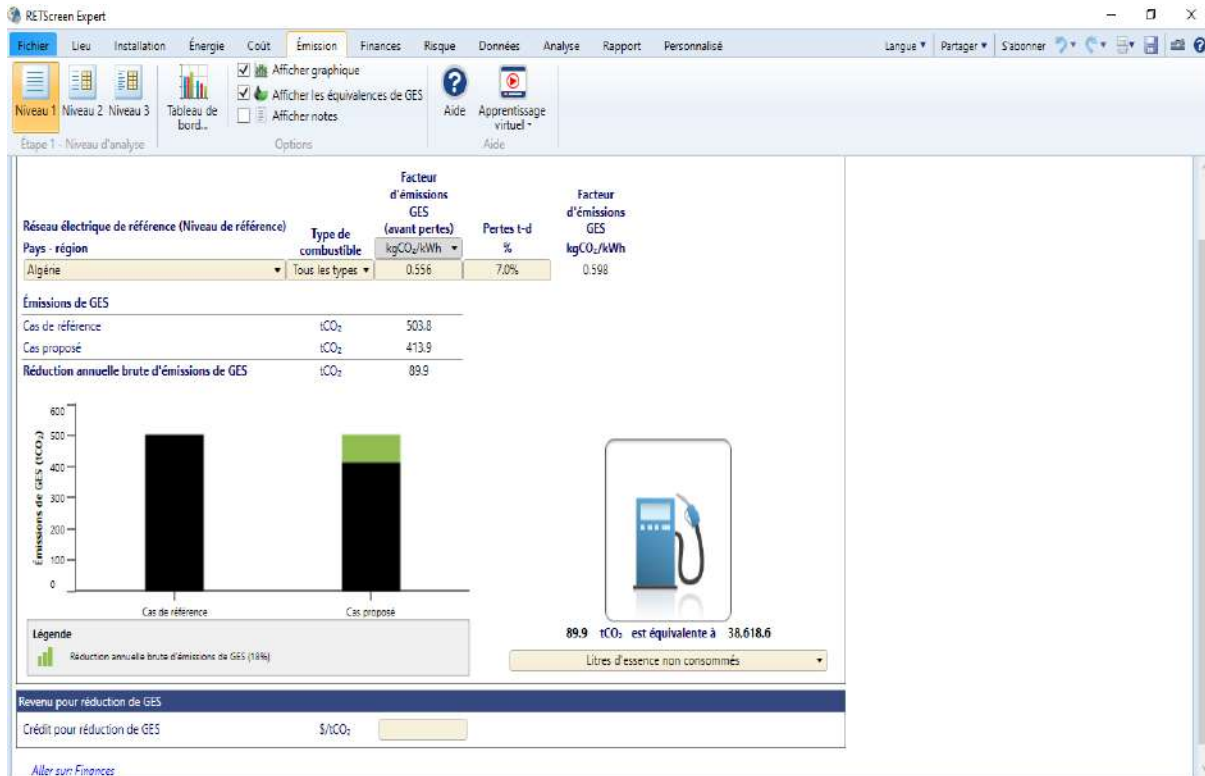 RETScreen Expert
Fichier Lieu Installation Énergie Coût Émission Finances Risque Données Analyse Rapport Personnalisé Langue Partager S'abonner
Afficher graphique
Afficher les équivalences de GES
Afficher notes
Niveau 1 Niveau 2 Niveau 3 Tableau de bord... Aide Apprentissage virtuel
Étape 1 - Niveau d'analyse Options Aide
Facteur
d'émissions
GES
(avant pertes)
Facteur
d'émissions
GES
Réseau électrique de référence (Niveau de référence) Type de combustible Pertes t-d
Pays - région kgCO₂/kWh % kgCO₂/kWh
Algérie Tous les types 0.556 7.0% 0.598
Émissions de GES
Cas de référence tCO₂ 503.8
Cas proposé tCO₂ 413.9
Réduction annuelle brute d'émissions de GES tCO₂ 89.9
Émissions de GES (tCO₂)
600
500
400
300
200
100
0
Cas de référence Cas proposé
Légende
Réduction annuelle brute d'émissions de GES (18%)
89.9 tCO₂ est équivalente à 38.618.6
Litres d'essence non consommés
Revenu pour réduction de GES
Crédit pour réduction de GES $/tCO₂
Aller sur: Finances